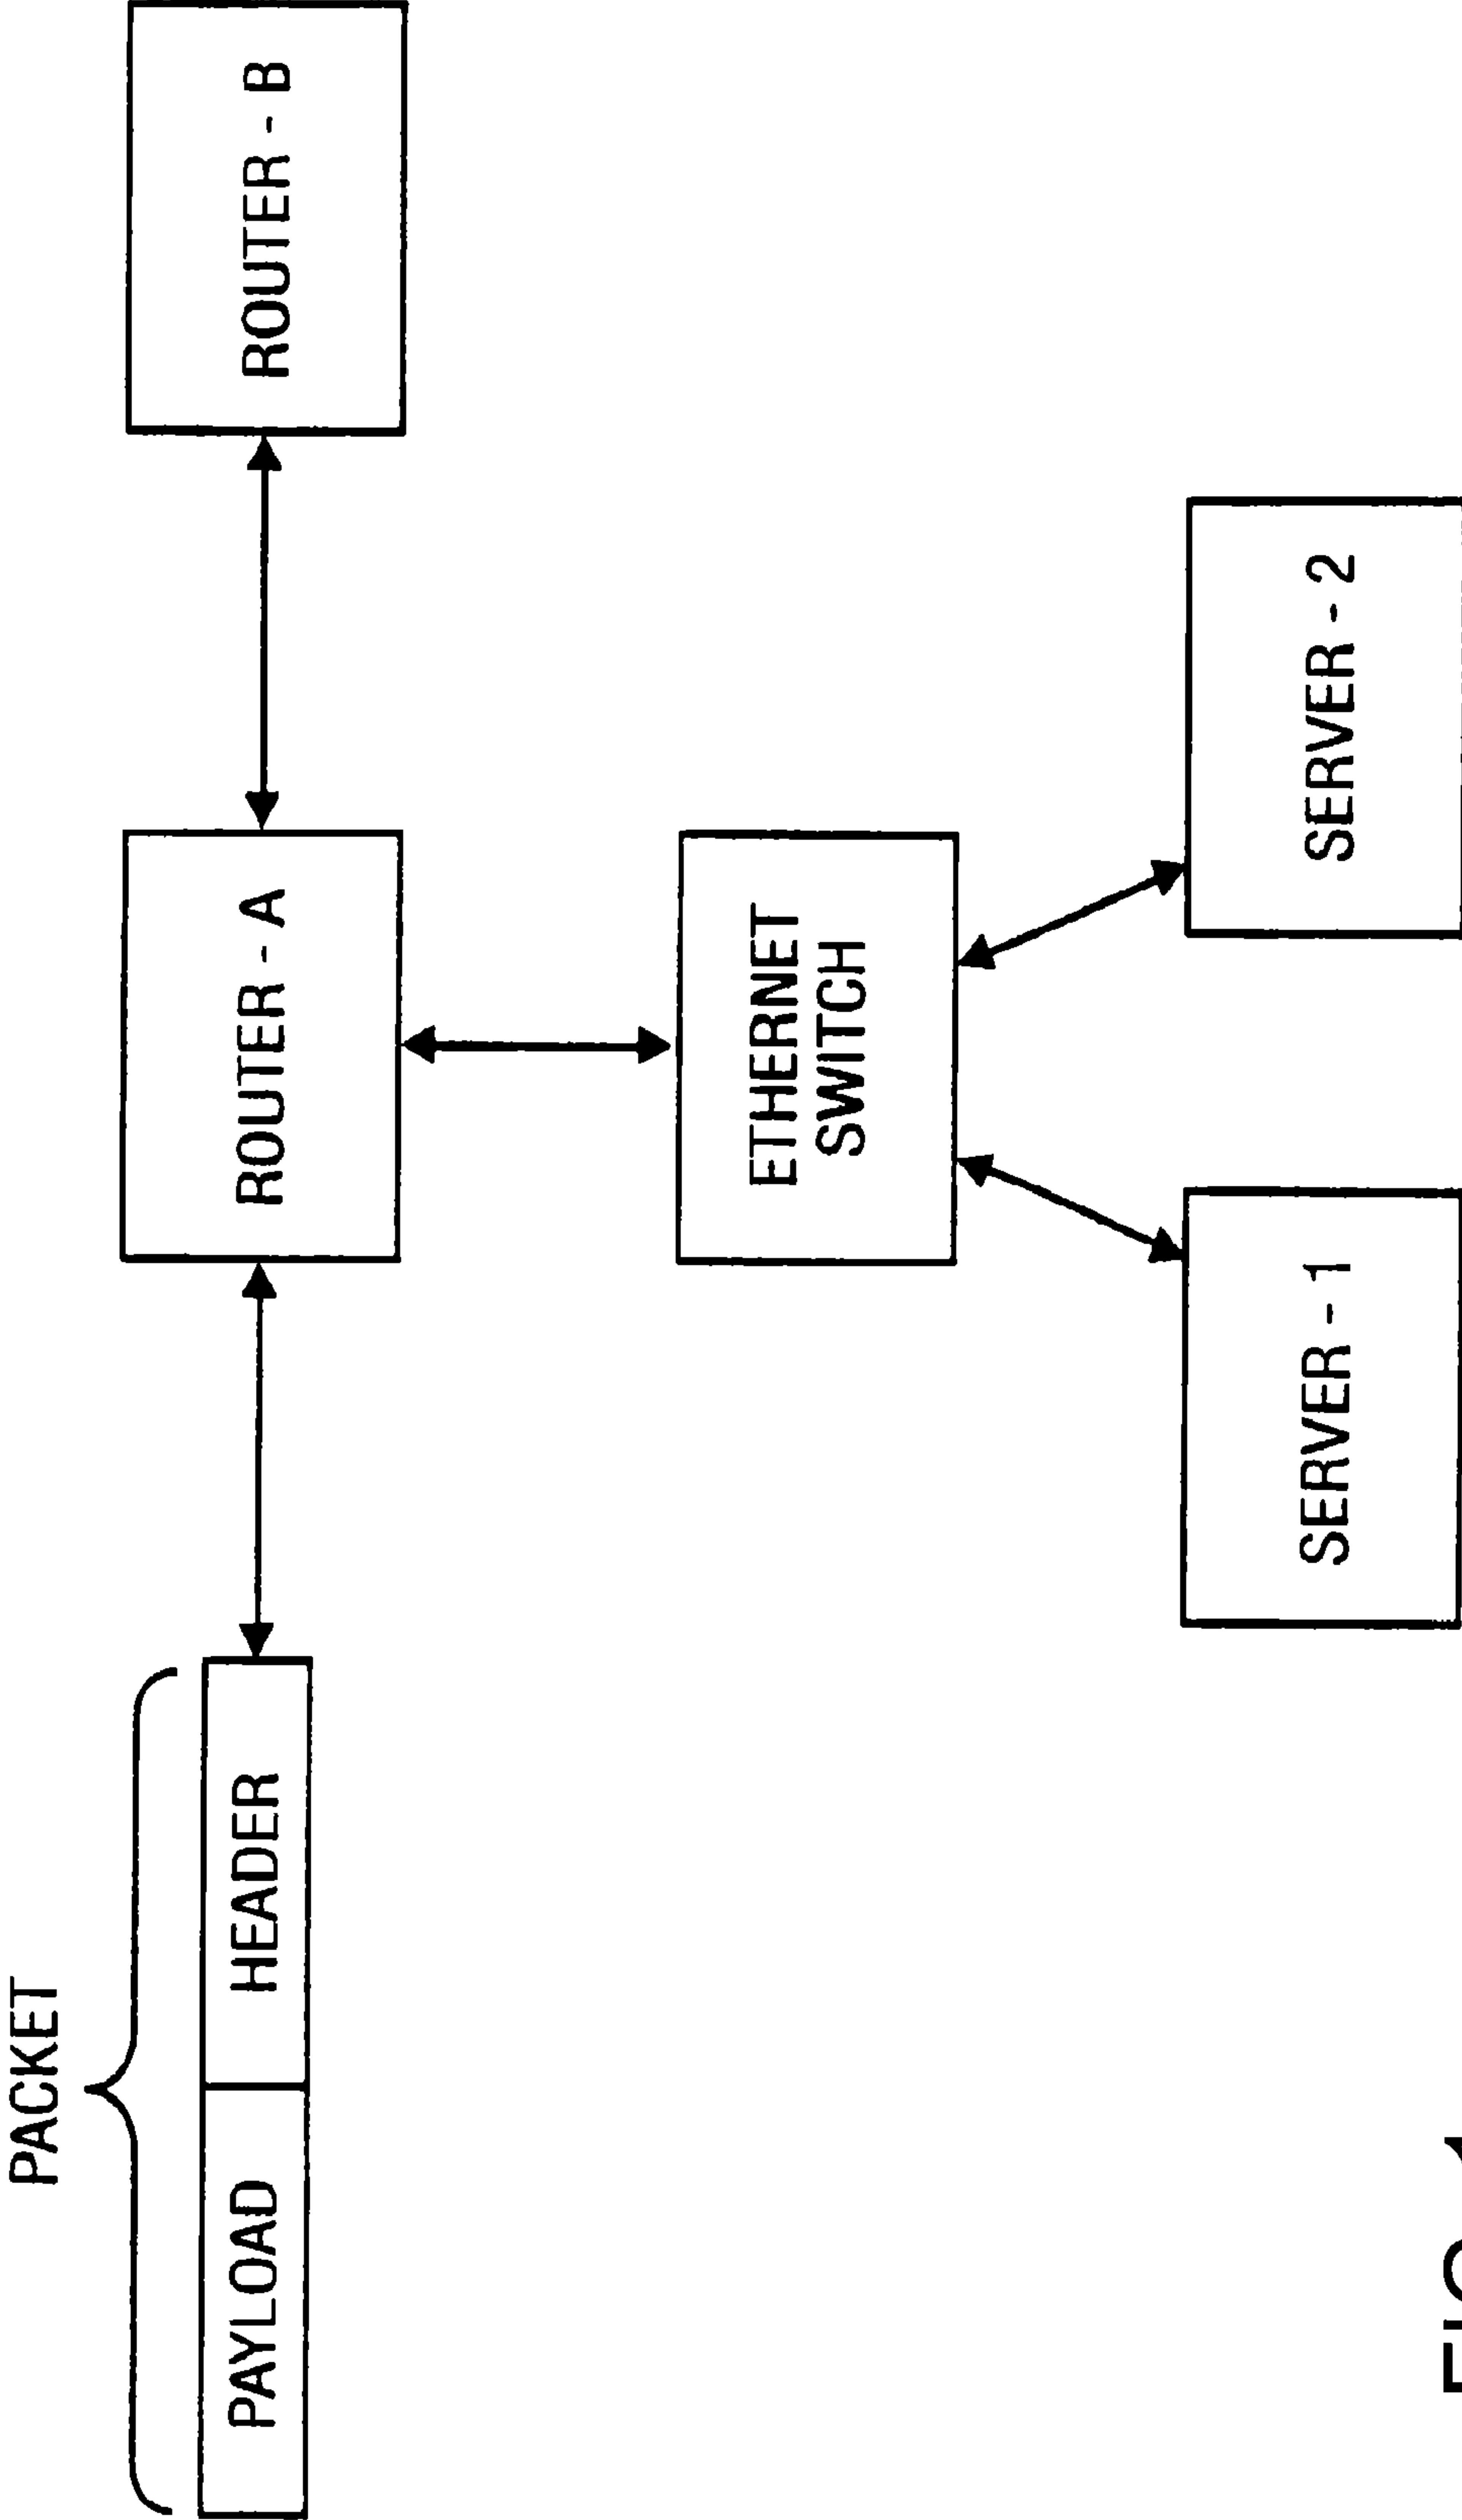 PACKET
PAYLOAD
HEADER
ROUTER - A
ROUTER - B
ETHERNET
SWITCH
SERVER - 1
SERVER - 2